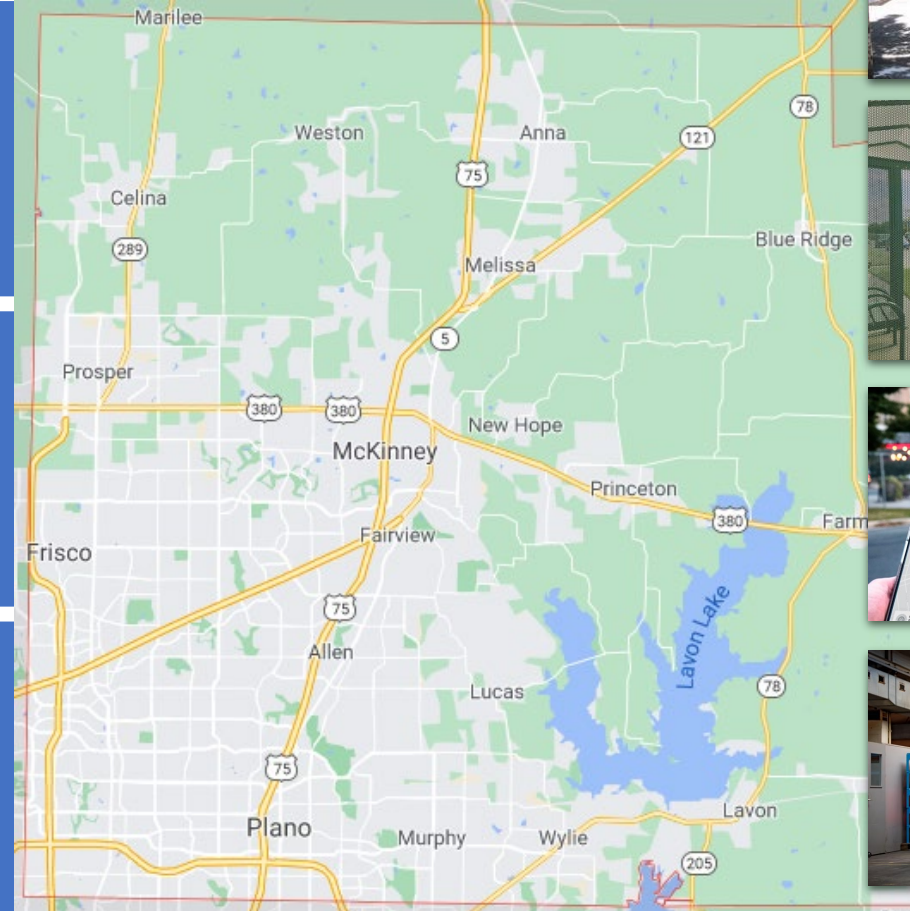 Marilee
78
Weston
Anna
121
75
Celina
289
Blue Ridge
Melissa
5
Prosper
380
380
New Hope
McKinney
Princeton
380
Farm
Fairview
Frisco
75
Lavon Lake
Allen
Lucas
78
75
Lavon
Plano
Murphy
Wylie
205